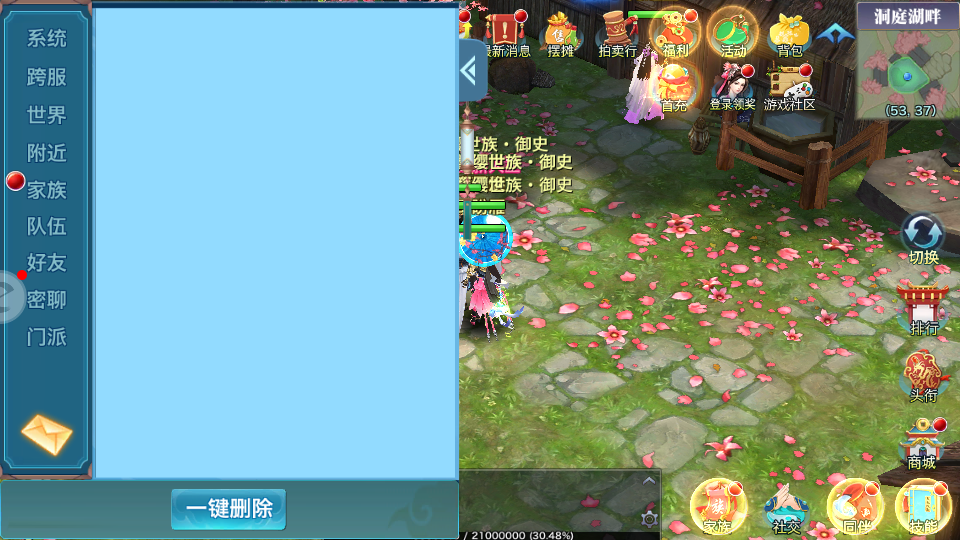 系统
跨服
世界
附近
家族
队伍
好友
密聊
门派
一键删除
最新消息
摆摊
拍卖行
福利
活动
背包
首充
登录领奖
游戏社区
洞庭湖畔
(53, 37)
世族·御史
缨世族·御史
缨世族·御史
切换
排行
头衔
商城
家族
社交
同伴
技能
/ 21000000 (30.48%)